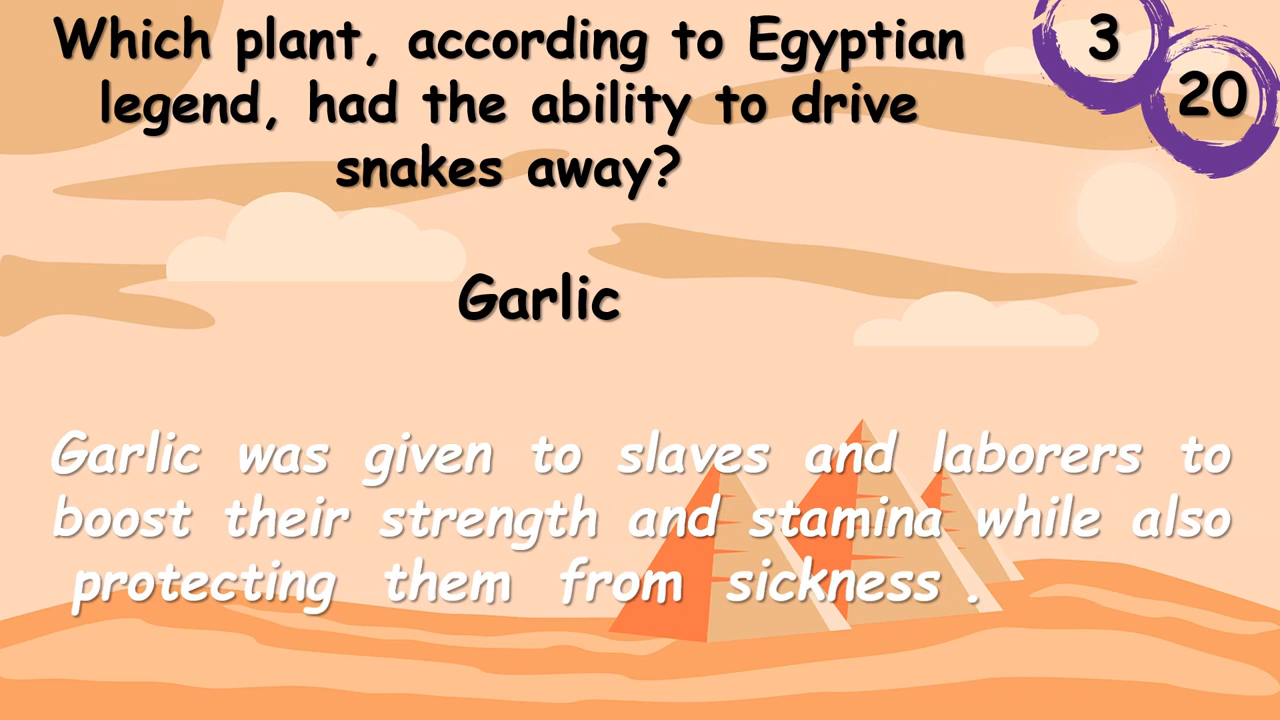 Which plant, according to Egyptian
legend, had the ability to drive
snakes away?
3
20
Garlic
Garlic was given to slaves and laborers to
boost their strength and stamina while also
protecting them from sickness .